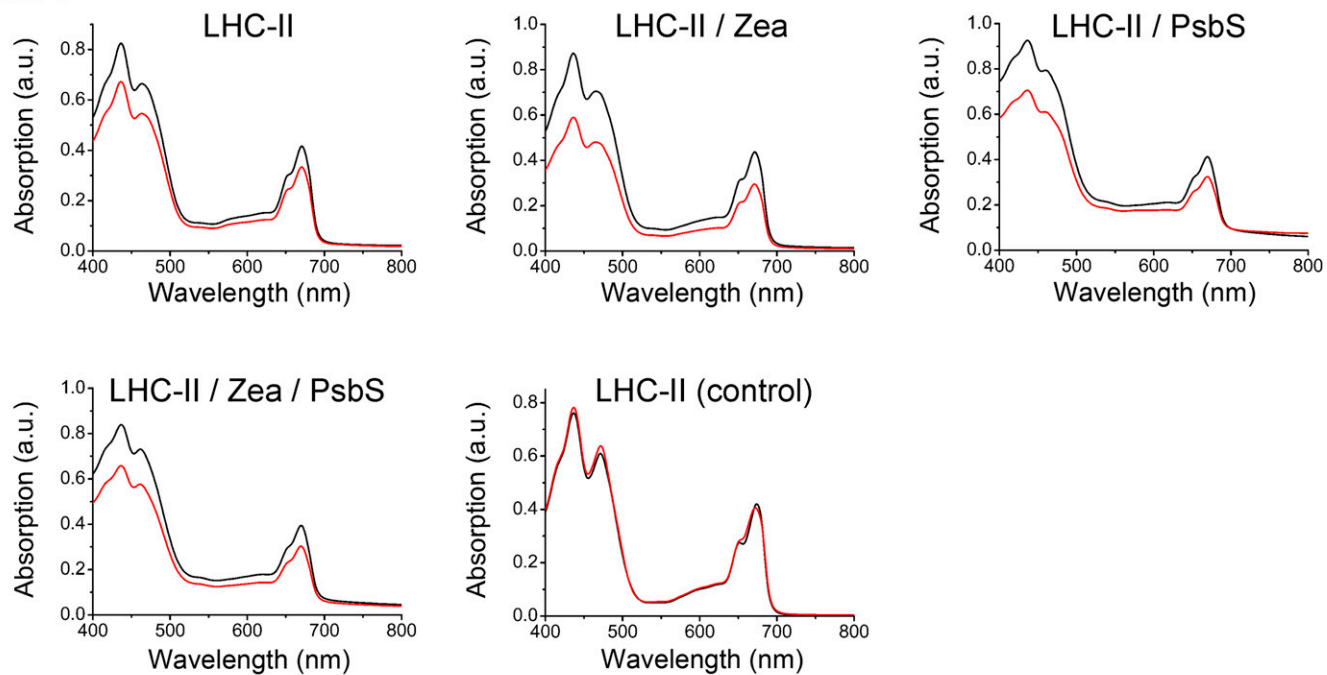 LHC-II
Absorption (a.u.)
0.8
0.6
0.4
0.2
0.0
400 500 600 700 800
Wavelength (nm)
LHC-II / Zea
Absorption (a.u.)
1.0
0.8
0.6
0.4
0.2
0.0
400 500 600 700 800
Wavelength (nm)
LHC-II / PsbS
Absorption (a.u.)
1.0
0.8
0.6
0.4
0.2
0.0
400 500 600 700 800
Wavelength (nm)
LHC-II / Zea / PsbS
Absorption (a.u.)
1.0
0.8
0.6
0.4
0.2
0.0
400 500 600 700 800
Wavelength (nm)
LHC-II (control)
Absorption (a.u.)
0.8
0.6
0.4
0.2
0.0
400 500 600 700 800
Wavelength (nm)